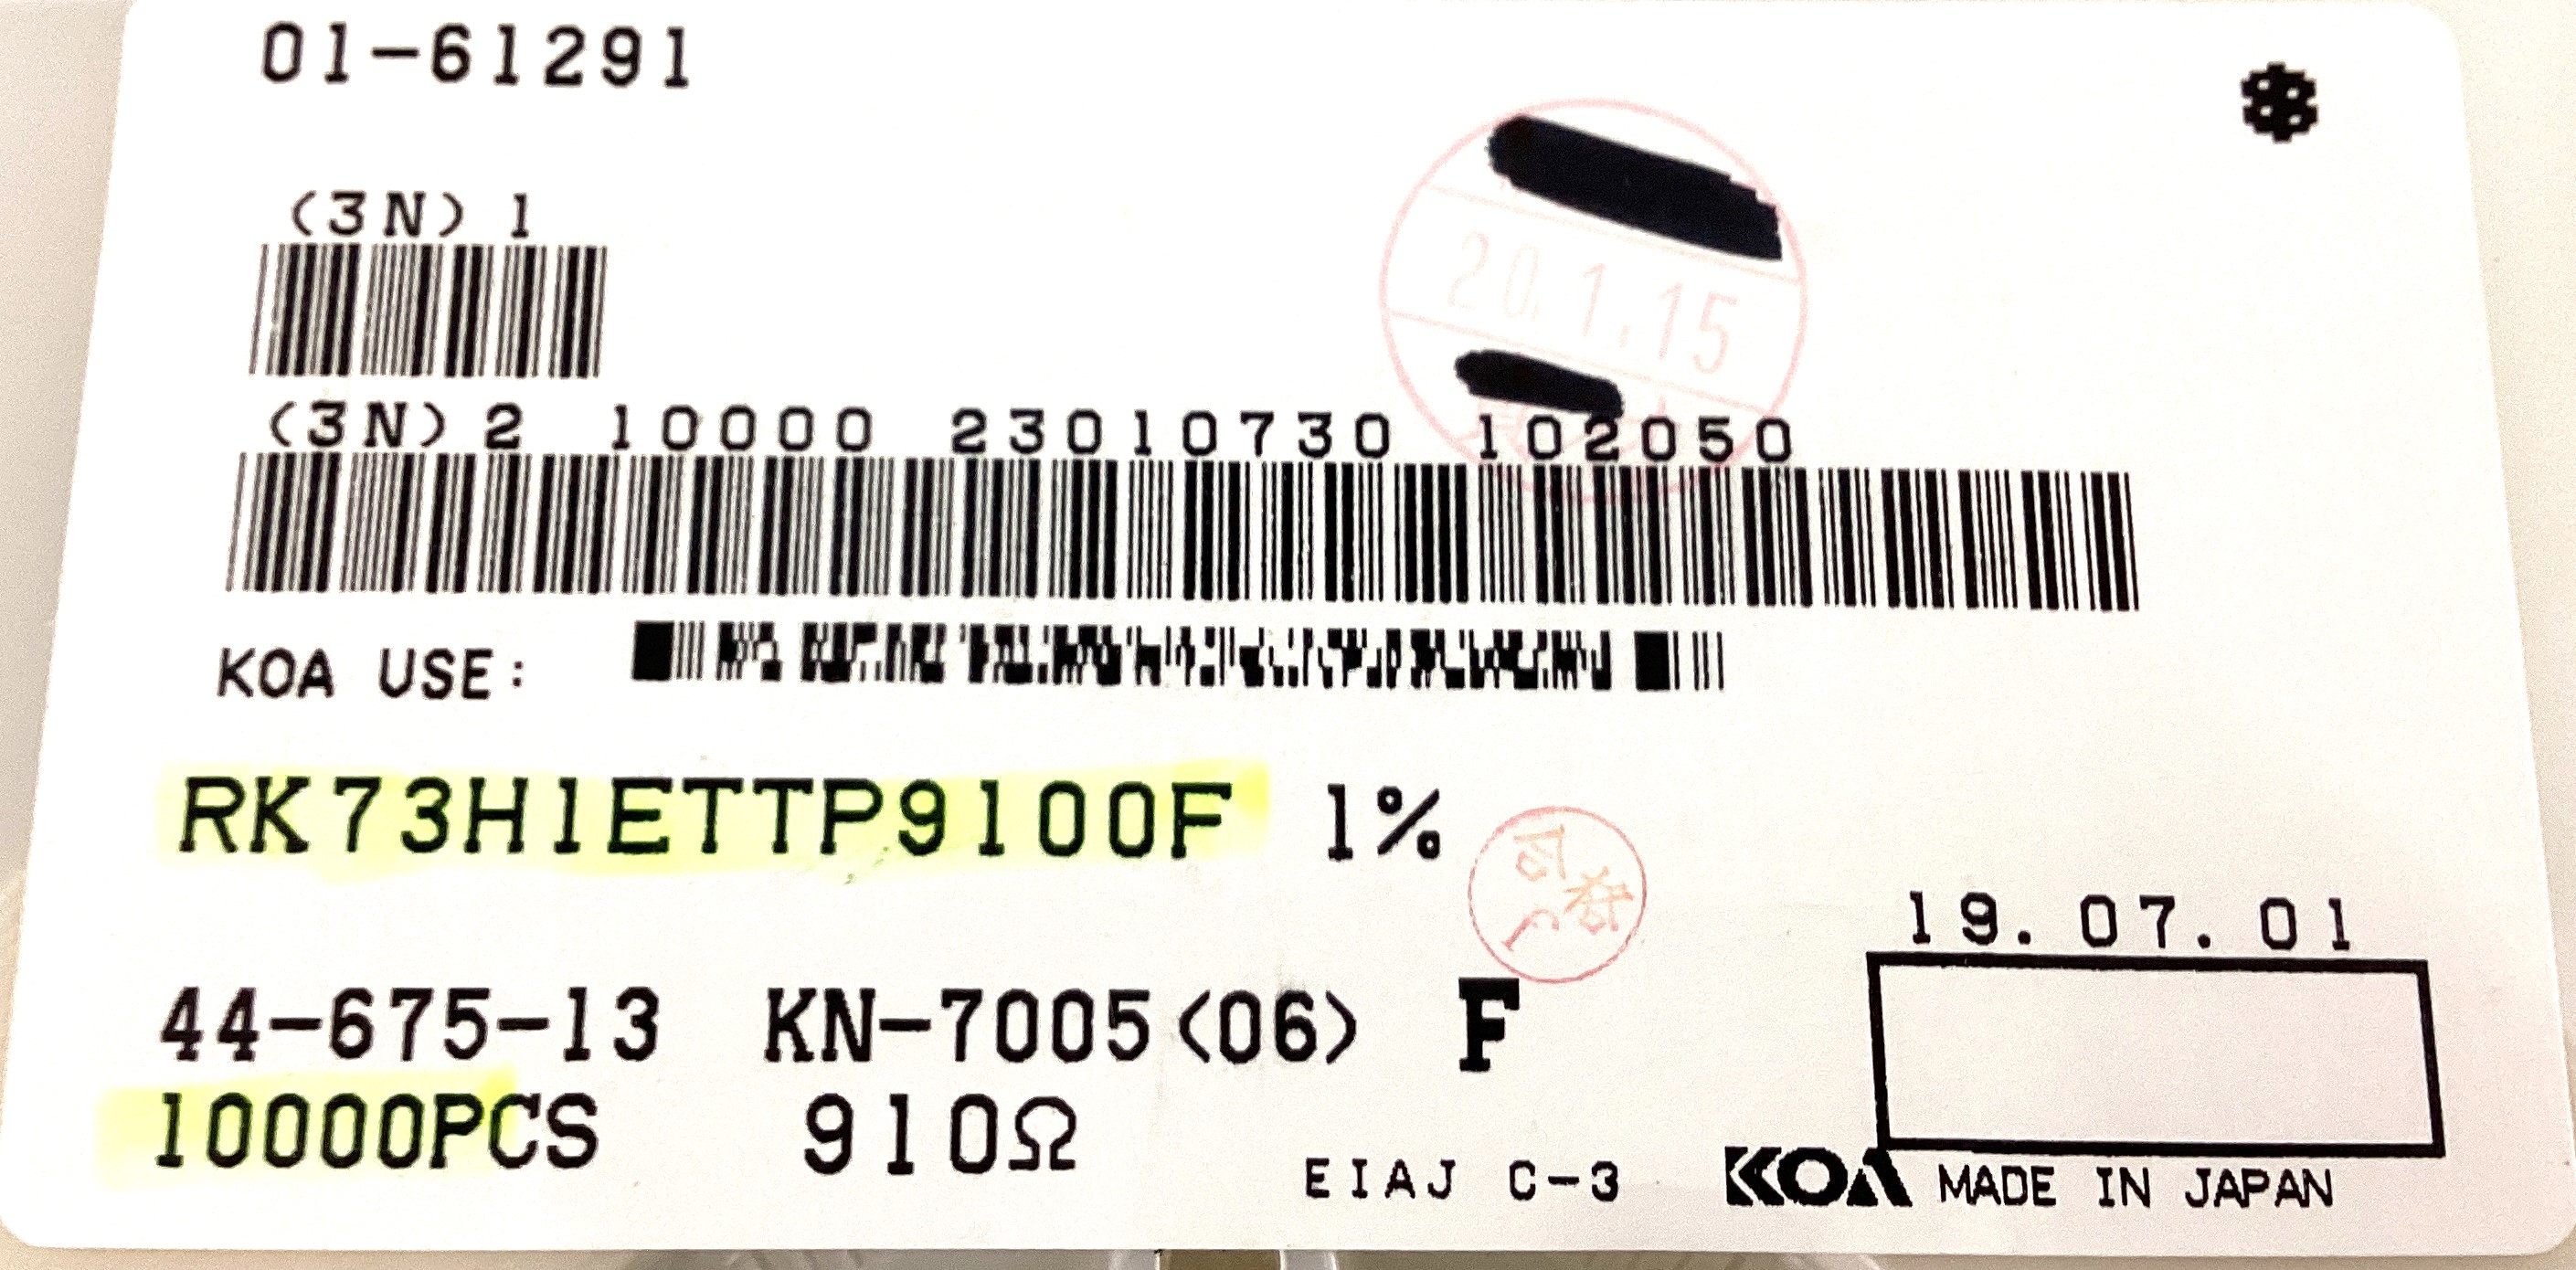 01-61291
(3N) 1
20.1.15
(3N) 2 10000 23010730 102050
KOA USE:
RK73H1ETTP9100F 1%
19. 07. 01
44-675-13 KN-7005<06> F
10000PCS 910Ω
EIAJ C-3 KOA MADE IN JAPAN